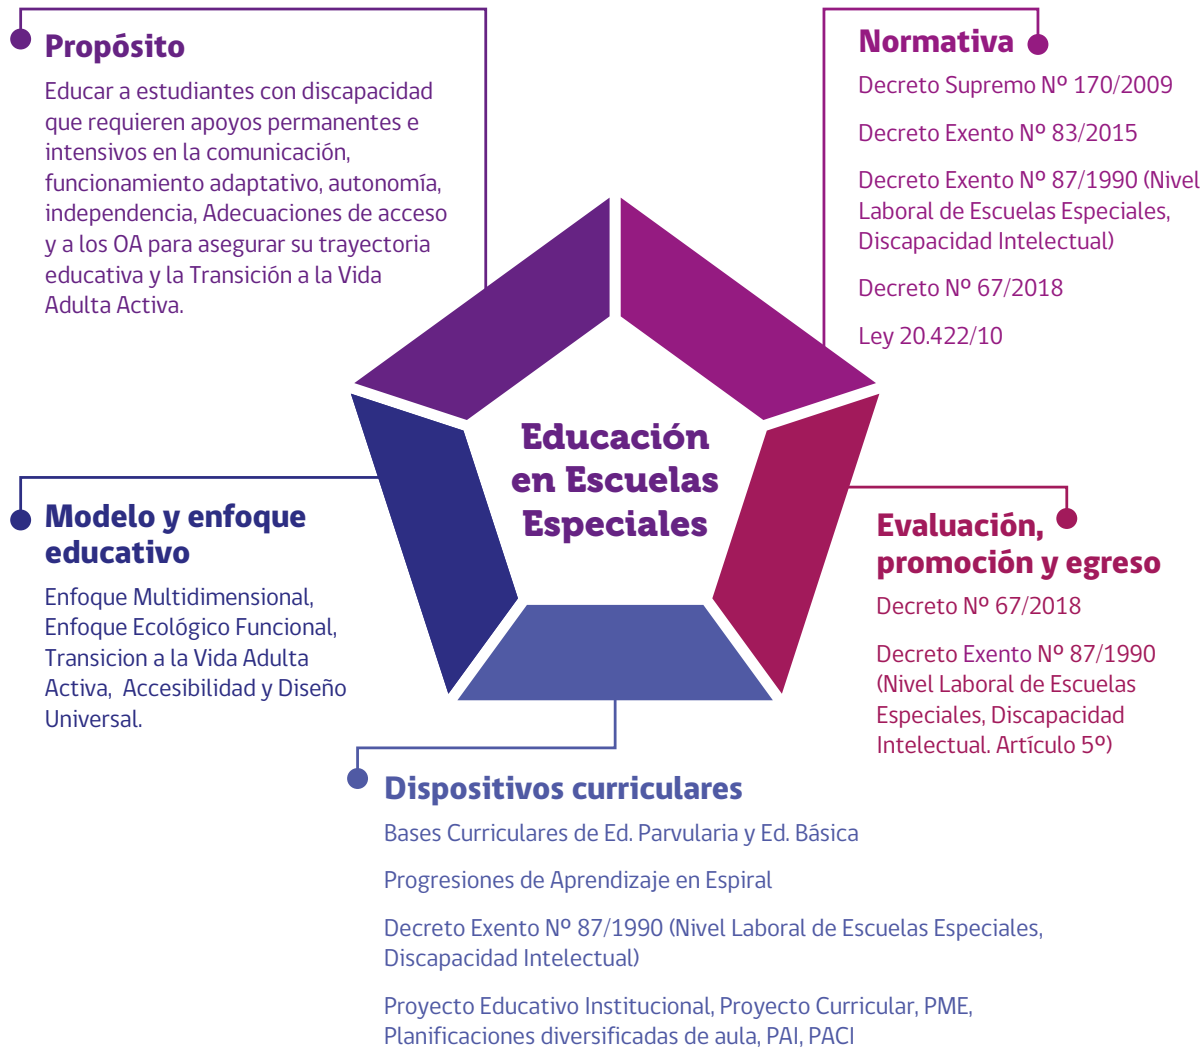 Propósito
Educar a estudiantes con discapacidad
que requieren apoyos permanentes e
intensivos en la comunicación,
funcionamiento adaptativo, autonomía,
independencia, Adecuaciones de acceso
y a los OA para asegurar su trayectoria
educativa y la Transición a la Vida
Adulta Activa.
Normativa
Decreto Supremo Nº 170/2009
Decreto Exento Nº 83/2015
Decreto Exento Nº 87/1990 (Nivel
Laboral de Escuelas Especiales,
Discapacidad Intelectual)
Decreto Nº 67/2018
Ley 20.422/10
Educación
en Escuelas
Especiales
Modelo y enfoque
educativo
Enfoque Multidimensional,
Enfoque Ecológico Funcional,
Transicion a la Vida Adulta
Activa, Accesibilidad y Diseño
Universal.
Evaluación,
promoción y egreso
Decreto Nº 67/2018
Decreto Exento Nº 87/1990
(Nivel Laboral de Escuelas
Especiales, Discapacidad
Intelectual. Artículo 5º)
Dispositivos curriculares
Bases Curriculares de Ed. Parvularia y Ed. Básica
Progresiones de Aprendizaje en Espiral
Decreto Exento Nº 87/1990 (Nivel Laboral de Escuelas Especiales,
Discapacidad Intelectual)
Proyecto Educativo Institucional, Proyecto Curricular, PME,
Planificaciones diversificadas de aula, PAI, PACI